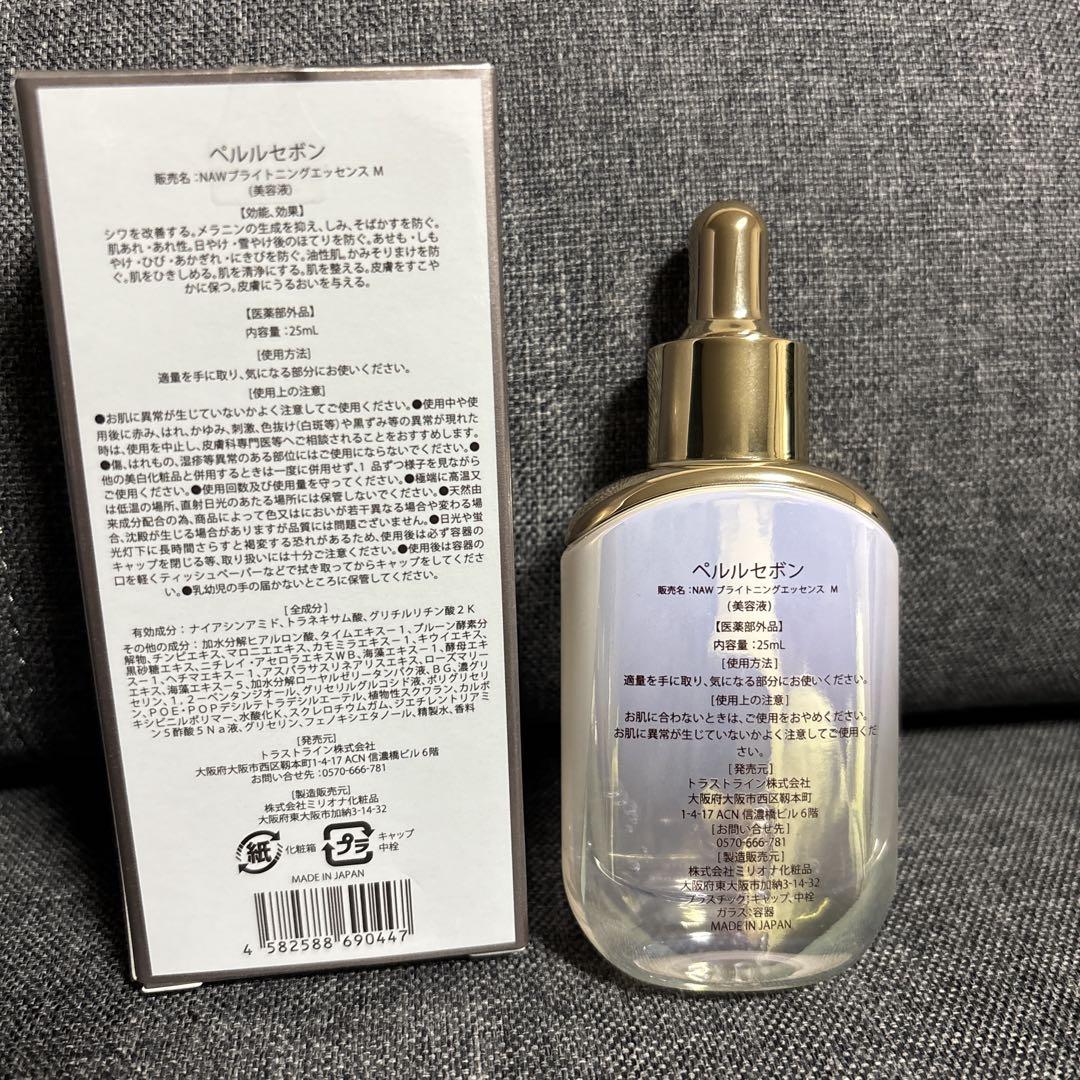 ペルルセボン
販売名:NAWブライトニングエッセンス M
(美容液)
【効能、効果】
シワを改善する。メラニンの生成を抑え、しみ、そばかすを防ぐ。
肌あれ・あれ性。日やけ・雪やけ後のほてりを防ぐ。あせも・しも
やけ・ひび・あかぎれ・にきびを防ぐ。油性肌。かみそりまけを防
ぐ。肌をひきしめる。肌を清浄にする。肌を整える。皮膚をすこや
かに保つ。皮膚にうるおいを与える。
【医薬部外品】
内容量:25mL
[使用方法]
適量を手に取り、気になる部分にお使いください。
[使用上の注意]
●お肌に異常が生じていないかよく注意してご使用ください。●使用中や使
用後に赤み、はれ、かゆみ、刺激、色抜け(白斑等)や黒ずみ等の異常が現れた
時は、使用を中止し、皮膚科専門医等へご相談されることをおすすめします。
●傷、はれもの、湿疹等異常のある部位にはご使用にならないでください。●
他の美白化粧品と併用するときは一度に併用せず、1品ずつ様子を見ながら
ご使用ください。●使用回数及び使用量を守ってください。●極端に高温又
は低温の場所、直射日光のあたる場所には保管しないでください。●天然由
来成分配合の為、商品によって色又はにおいが若干異なる場合や変わる場
合、沈殿が生じる場合がありますが品質には問題ございません。●日光や蛍
光灯下に長時間さらすと褐変する恐れがあるため、使用後は必ず容器の
キャップを閉じる等、取り扱いには十分ご注意ください。●使用後は容器の
口を軽くティッシュペーパーなどで拭き取ってからキャップをしてくださ
い。●乳幼児の手の届かないところに保管してください。
[全成分]
有効成分:ナイアシンアミド、トラネキサム酸、グリチルリチン酸2K
その他の成分:加水分解ヒアルロン酸、タイムエキスー1、プルーン酵素分
解物、チンピエキス、マロニエエキス、カモミラエキスー1、キウイエキス、
黒砂糖エキス、ニチレイ・アセロラエキスWB、海藻エキスー1、酵母エキ
スー1、ヘチマエキスー1、アスパラサスリネアリスエキス、ローズマリー
エキス、海藻エキスー5、加水分解ローヤルゼリータンパク液、BG、濃グリ
セリン、1.2ーペンタンジオール、グリセリルグルコシド液、ポリグリセリ
ン、POE・POPデシルテトラデシルエーテル、植物性スクワラン、カルボ
キシビニルポリマー、水酸化K、スクレロチウムガム、ジエチレントリアミ
ン5酢酸5Na液、グリセリン、フェノキシエタノール、精製水、香料
[発売元]
トラストライン株式会社
大阪府大阪市西区靭本町1-4-17 ACN 信濃橋ビル6階
お問い合せ先:0570-666-781
[製造販売元]
株式会社ミリオナ化粧品
大阪府東大阪市加納3-14-32
紙 化粧箱 プラ キャップ
中栓
MADE IN JAPAN
4 582588 690447
ペルルセボン
販売名:NAW ブライトニングエッセンス M
(美容液)
【医薬部外品】
内容量:25mL
[使用方法]
適量を手に取り、気になる部分にお使いください。
[使用上の注意]
お肌に合わないときは、ご使用をおやめください。
お肌に異常が生じていないかよく注意してご使用くだ
さい。
[発売元]
トラストライン株式会社
大阪府大阪市西区靭本町
1-4-17 ACN 信濃橋ビル 6階
[お問い合せ先]
0570-666-781
[製造販売元]
株式会社ミリオナ化粧品
大阪府東大阪市加納3-14-32
プラスチック:キャップ、中栓
ガラス:容器
MADE IN JAPAN